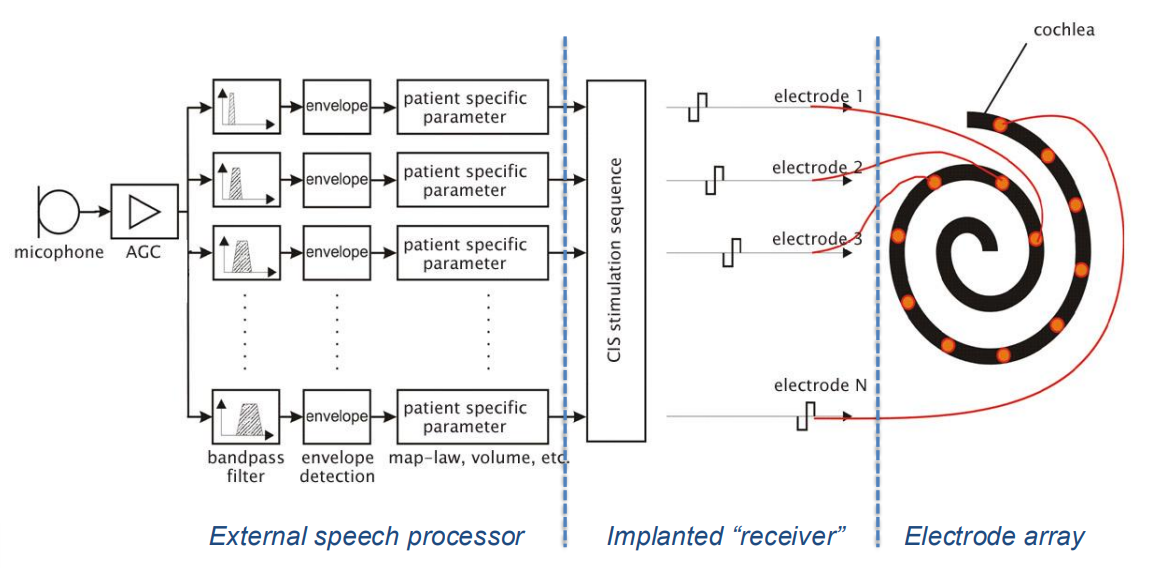 cochlea
envelope
patient specific
parameter
electrode 1
envelope
patient specific
parameter
electrode 2
micophone
AGC
envelope
patient specific
parameter
electrode 3
CIS stimulation sequence
envelope
patient specific
parameter
electrode N
bandpass
filter
envelope
detection
map-law, volume, etc.
External speech processor
Implanted “receiver”
Electrode array